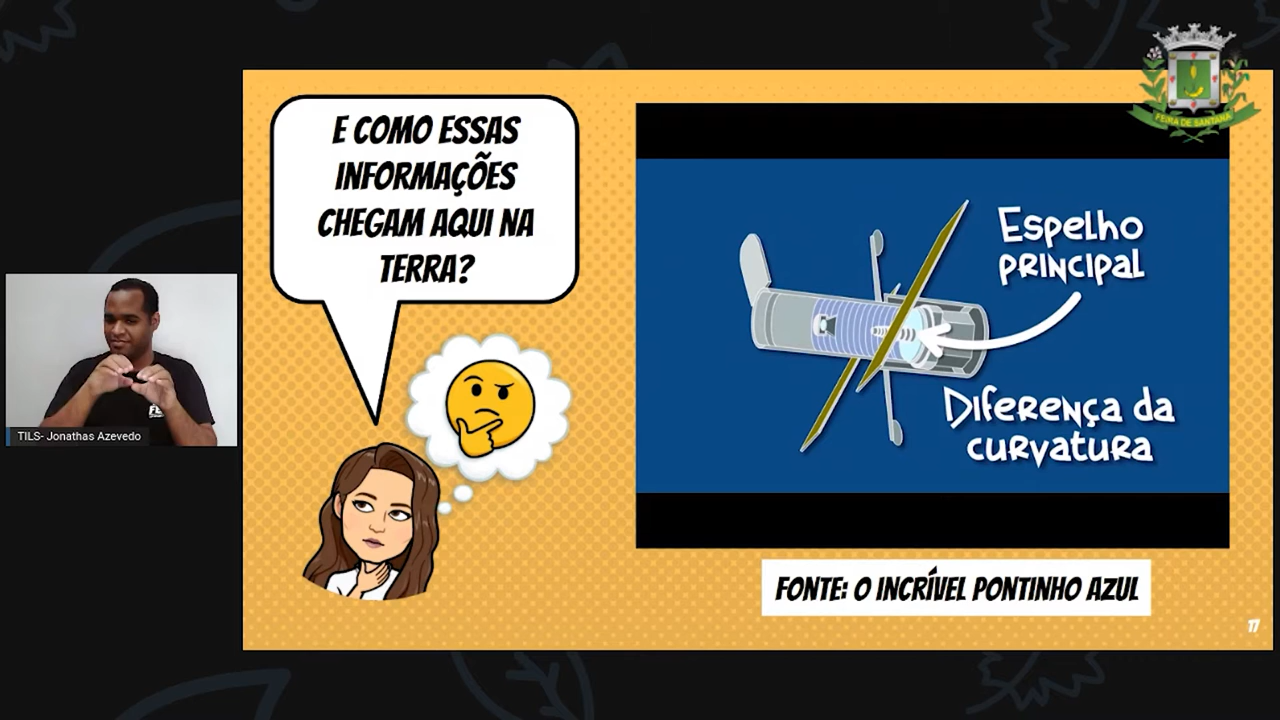 E COMO ESSAS
INFORMAÇÕES
CHEGAM AQUI NA
TERRA?
ESPELHO
PRINCIPAL
DIFERENÇA DA
CURVATURA
FONTE: O INCRÍVEL PONTINHO AZUL
17
FEIRA DE SANTANA
TILS- Jonathas Azevedo